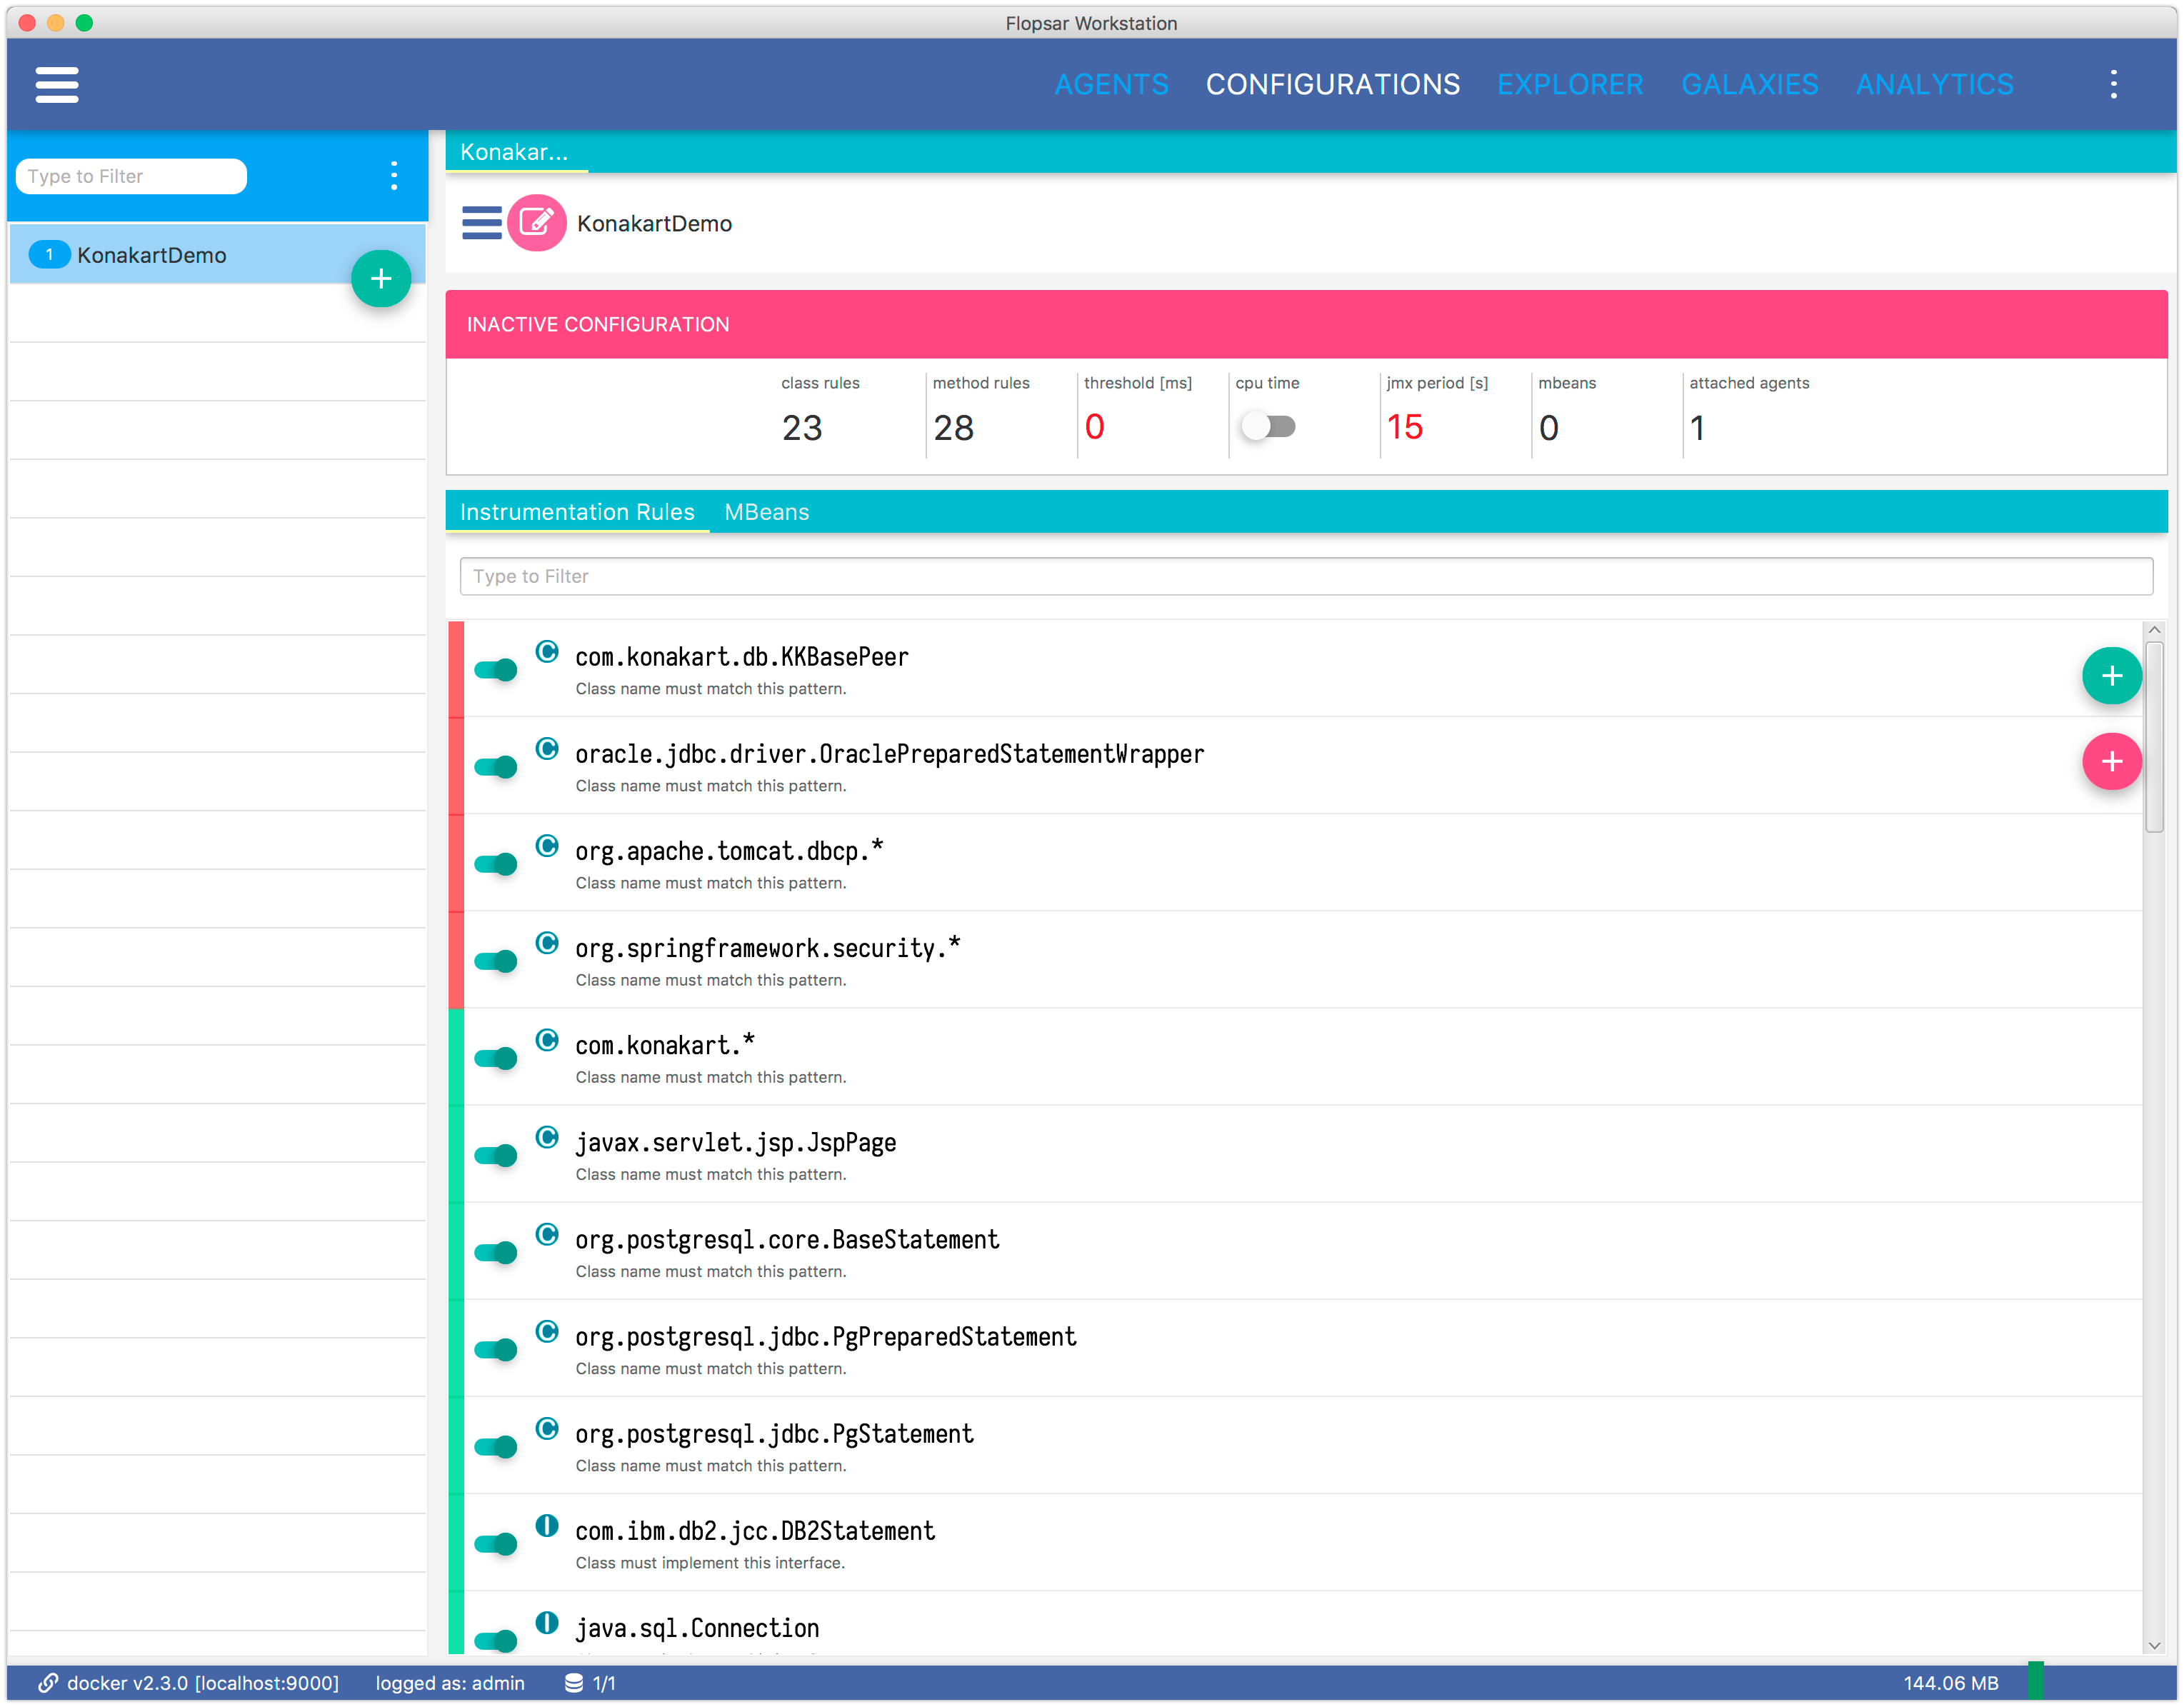 Flopsar Workstation
AGENTS CONFIGURATIONS EXPLORER GALAXIES ANALYTICS
Type to Filter
1 KonakartDemo
Konakar...
KonakartDemo
INACTIVE CONFIGURATION
class rules method rules threshold [ms] cpu time jmx period [s] mbeans attached agents
23 28 0 15 0 1
Instrumentation Rules MBeans
Type to Filter
com.konakart.db.KKBasePeer
Class name must match this pattern.
oracle.jdbc.driver.OraclePreparedStatementWrapper
Class name must match this pattern.
org.apache.tomcat.dbcp.*
Class name must match this pattern.
org.springframework.security.*
Class name must match this pattern.
com.konakart.*
Class name must match this pattern.
javax.servlet.jsp.JspPage
Class name must match this pattern.
org.postgresql.core.BaseStatement
Class name must match this pattern.
org.postgresql.jdbc.PgPreparedStatement
Class name must match this pattern.
org.postgresql.jdbc.PgStatement
Class name must match this pattern.
com.ibm.db2.jcc.DB2Statement
Class must implement this interface.
java.sql.Connection
docker v2.3.0 [localhost:9000] logged as: admin 1/1 144.06 MB